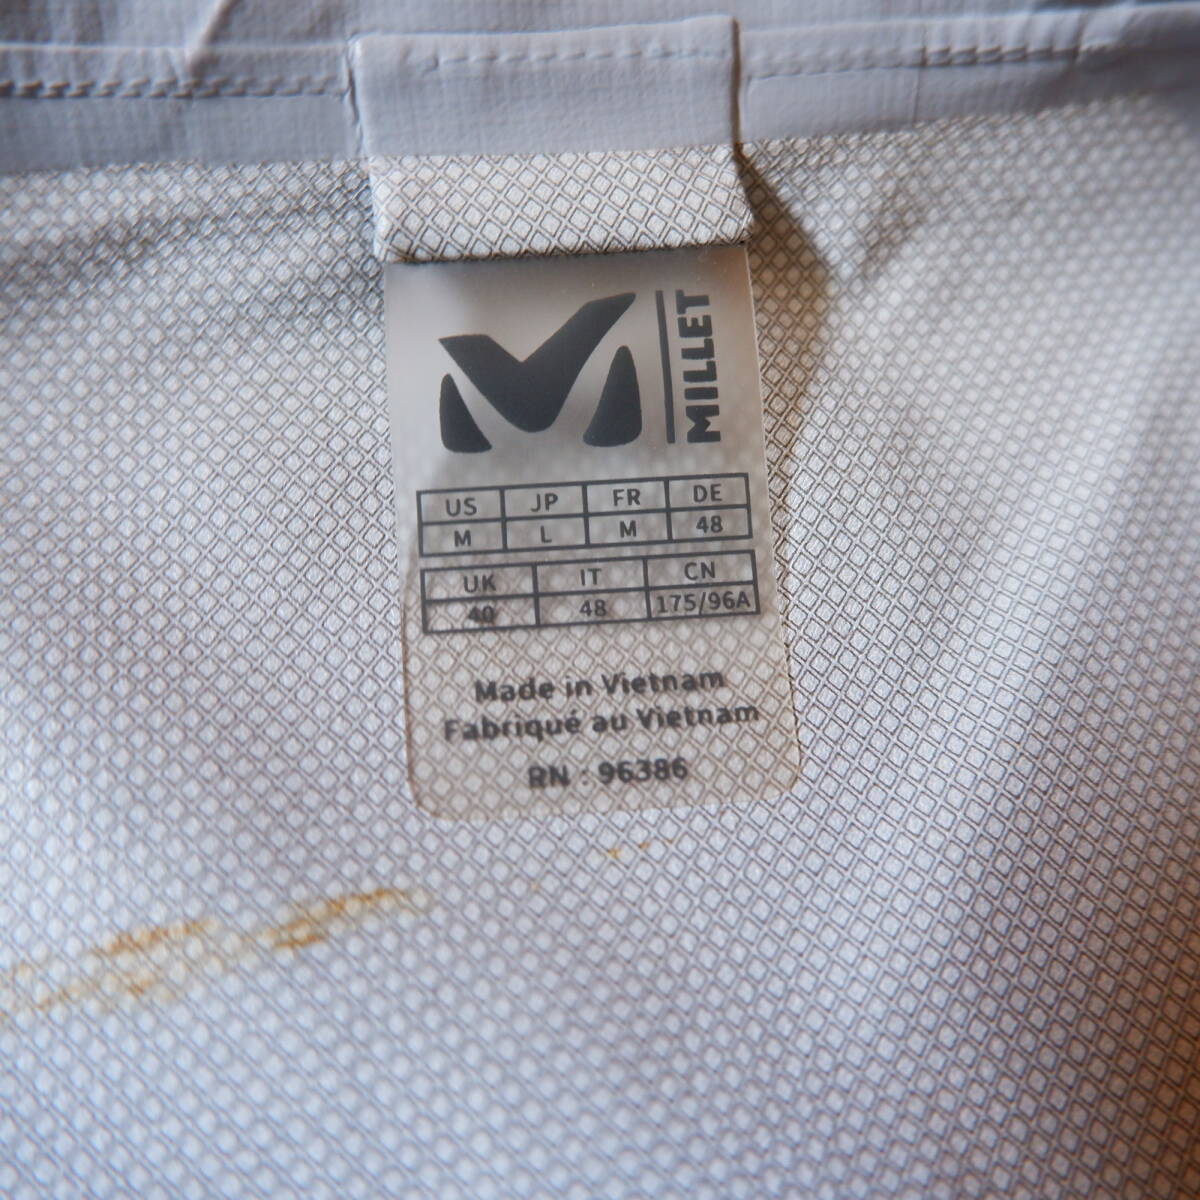 MILLET
US JP FR DE
M L M 48
UK IT CN
40 48 175/96A
Made in Vietnam
Fabriqué au Vietnam
RN : 96386